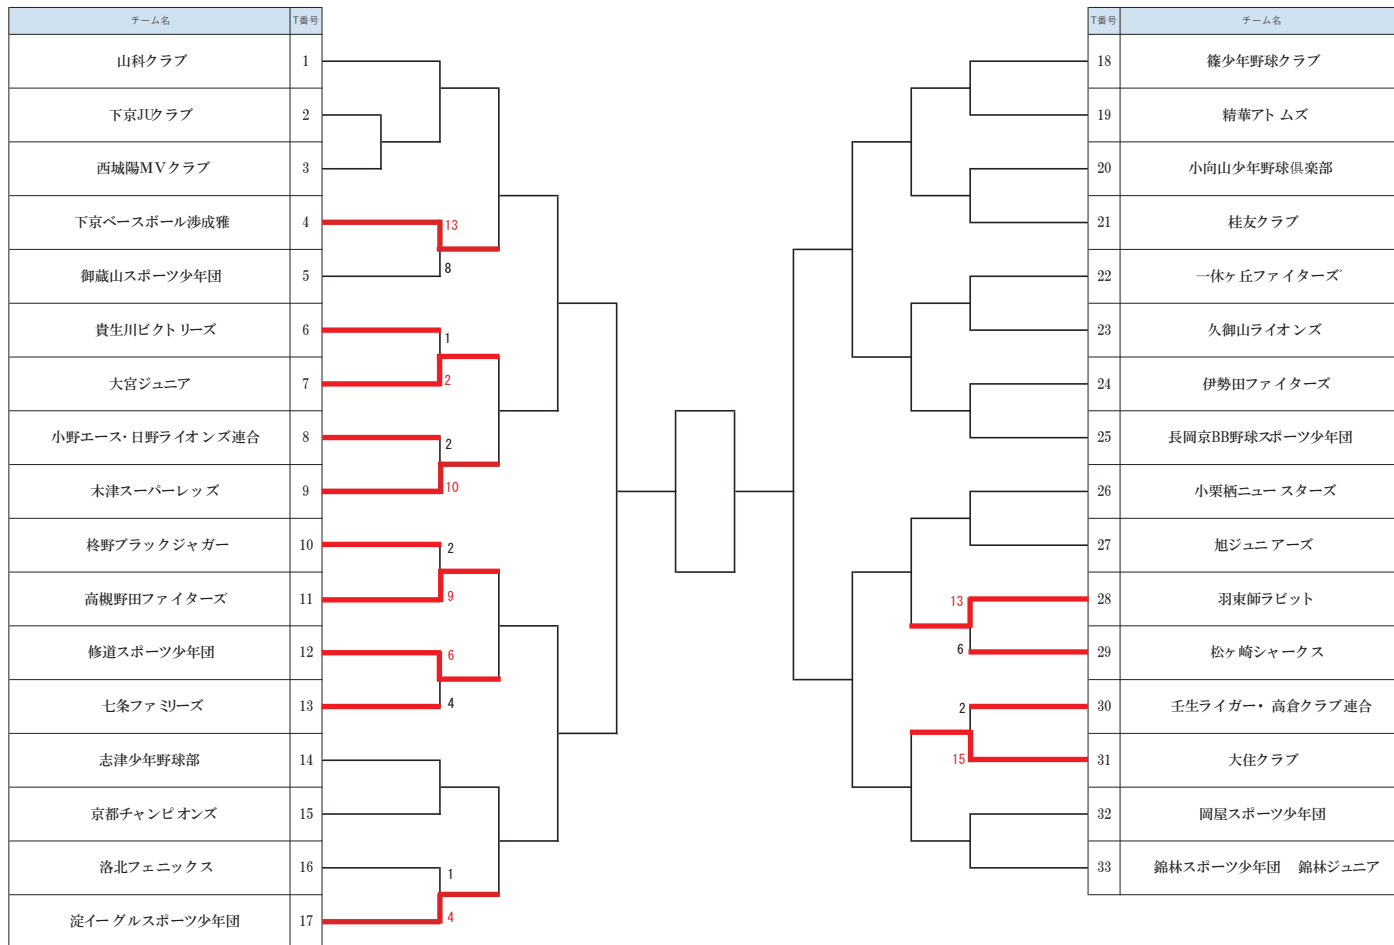 チーム名 T番号
山科クラブ 1
下京JUクラブ 2
西城陽MVクラブ 3
下京ベースボール渉成雅 4 13
御蔵山スポーツ少年団 5 8
貴生川ビクトリーズ 6 1
大宮ジュニア 7 2
小野エース・日野ライオンズ連合 8 2
木津スーパーレッズ 9 10
柊野ブラックジャガー 10 2
高槻野田ファイターズ 11 9
修道スポーツ少年団 12 6
七条ファミリーズ 13 4
志津少年野球部 14
京都チャンピオンズ 15
洛北フェニックス 16 1
淀イーグルスポーツ少年団 17 4
T番号 チーム名
18 篠少年野球クラブ
19 精華アトムズ
20 小向山少年野球倶楽部
21 桂友クラブ
22 一休ヶ丘ファイターズ
23 久御山ライオンズ
24 伊勢田ファイターズ
25 長岡京BB野球スポーツ少年団
26 小栗栖ニュースターズ
27 旭ジュニアーズ
13 28 羽束師ラビット
6 29 松ヶ崎シャークス
2 30 壬生ライガー・高倉クラブ連合
15 31 大住クラブ
32 岡屋スポーツ少年団
33 錦林スポーツ少年団 錦林ジュニア